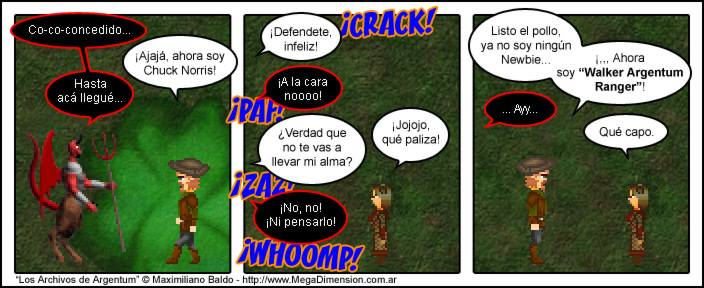 Co-co-concedido...
Hasta
acá llegué...
¡Ajajá, ahora soy
Chuck Norris!
¡Defendete,
infeliz!
¡CRACK!
¡A la cara
noooo!
¡PAF!
¿Verdad que
no te vas a
llevar mi alma?
¡Jojojo,
qué paliza!
¡ZAZ!
¡No, no!
¡Ni pensarlo!
¡WHOOMP!
Listo el pollo,
ya no soy ningún
Newbie...
¡,,, Ahora
soy “Walker Argentum
Ranger”!
...Ayy...
Qué capo.
“Los Archivos de Argentum” © Maximiliano Baldo - http://www.MegaDimension.com.ar